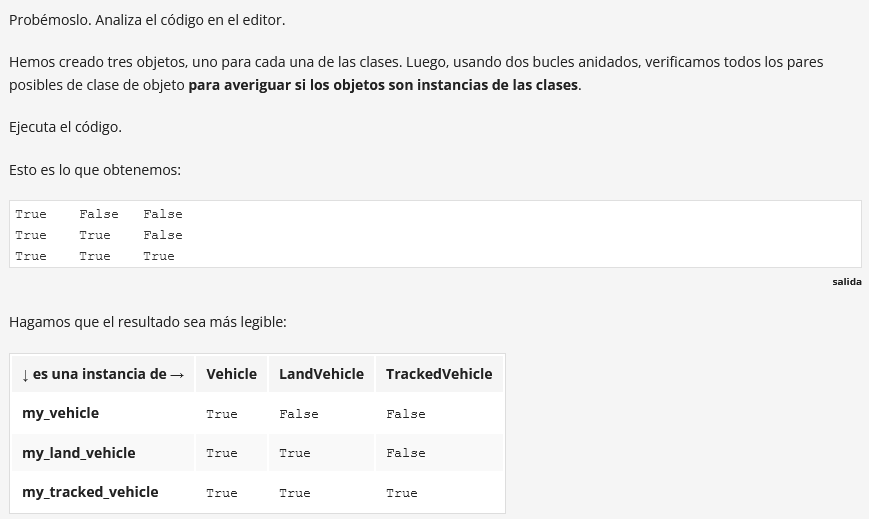 Probémoslo. Analiza el código en el editor.
Hemos creado tres objetos, uno para cada una de las clases. Luego, usando dos bucles anidados, verificamos todos los pares
posibles de clase de objeto para averiguar si los objetos son instancias de las clases.
Ejecuta el código.
Esto es lo que obtenemos:
True False False
True True False
True True True
salida
Hagamos que el resultado sea más legible:
↓ es una instancia de → Vehicle LandVehicle TrackedVehicle
my_vehicle True False False
my_land_vehicle True True False
my_tracked_vehicle True True True